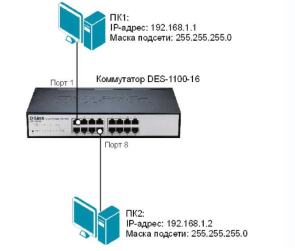 ПК1:
IP-адрес: 192.168.1.1
Маска подсети: 255.255.255.0
Коммутатор DES-1100-16
Порт 1
D-Link
Порт 8
ПК2:
IP-адрес: 192.168.1.2
Маска подсети: 255.255.255.0